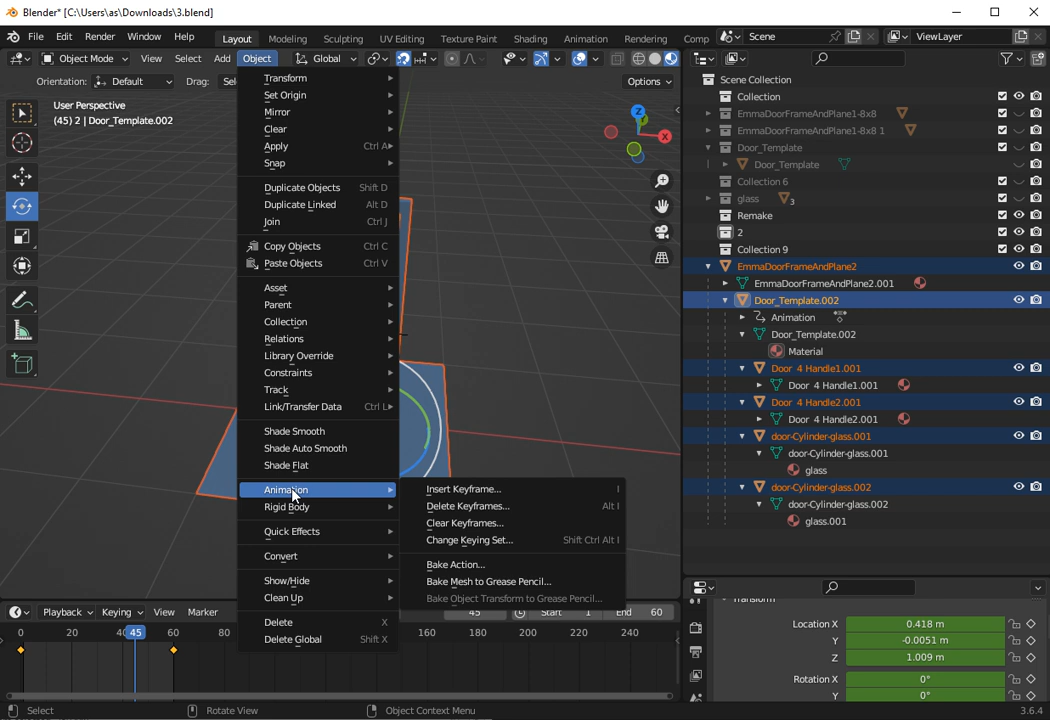 Blender* [C:\Users\as\Downloads\3.blend]
File Edit Render Window Help Layout Modeling Sculpting UV Editing Texture Paint Shading Animation Rendering Comp Scene ViewLayer
Object Mode View Select Add Object Global
Orientation: Default Drag: Sel Options
User Perspective
(45) 2 | Door_Template.002
Transform
Set Origin
Mirror
Clear
Apply Ctrl A
Snap
Duplicate Objects Shift D
Duplicate Linked Alt D
Join Ctrl J
Copy Objects Ctrl C
Paste Objects Ctrl V
Asset
Parent
Collection
Relations
Library Override
Constraints
Track
Link/Transfer Data Ctrl L
Shade Smooth
Shade Auto Smooth
Shade Flat
Animation
Rigid Body
Quick Effects
Convert
Show/Hide
Clean Up
Delete X
Delete Global Shift X
Insert Keyframe... I
Delete Keyframes... Alt I
Clear Keyframes...
Change Keying Set... Shift Ctrl Alt I
Bake Action...
Bake Mesh to Grease Pencil...
Bake Object Transform to Grease Pencil...
X
Z
Scene Collection
Collection
EmmaDoorFrameAndPlane1-8x8
EmmaDoorFrameAndPlane1-8x8 1
Door_Template
Door_Template
Collection 6
glass 3
Remake
2
Collection 9
EmmaDoorFrameAndPlane2
EmmaDoorFrameAndPlane2.001
Door_Template.002
Animation
Door_Template.002
Material
Door 4 Handle1.001
Door 4 Handle1.001
Door 4 Handle2.001
Door 4 Handle2.001
door-Cylinder-glass.001
door-Cylinder-glass.001
glass
door-Cylinder-glass.002
door-Cylinder-glass.002
glass.001
Transform
Location X 0.418 m
Y -0.0051 m
Z 1.009 m
Rotation X 0°
Y 0°
Playback Keying View Marker 45 Start 1 End 60
0 20 40 45 60 80 160 180 200 220 240
Select Rotate View Object Context Menu 3.6.4